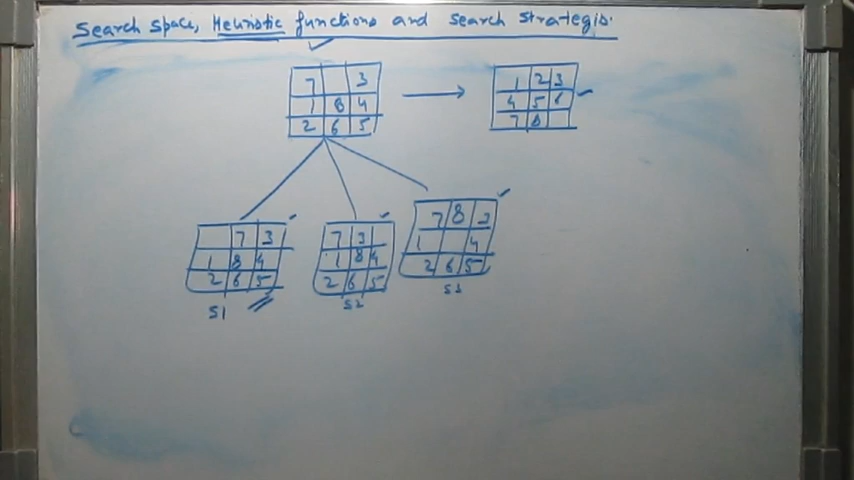 Search space, Heuristic functions and search strategis.
7 3
1 8 4
2 6 5
1 2 3
4 5 6
7 8
7 3
1 8 4
2 6 5
S1
7 3
1 8 4
2 6 5
S2
7 8 3
1 4
2 6 5
S3